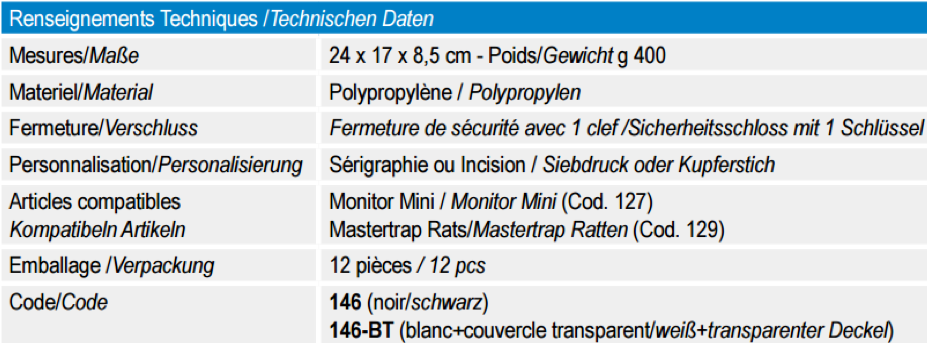 Renseignements Techniques /Technischen Daten
Mesures/Maße 24 x 17 x 8,5 cm - Poids/Gewicht g 400
Materiel/Material Polypropylène / Polypropylen
Fermeture/Verschluss Fermeture de sécurité avec 1 clef /Sicherheitsschloss mit 1 Schlüssel
Personnalisation/Personalisierung Sérigraphie ou Incision / Siebdruck oder Kupferstich
Articles compatibles Monitor Mini / Monitor Mini (Cod. 127)
Kompatibeln Artikeln Mastertrap Rats/Mastertrap Ratten (Cod. 129)
Emballage /Verpackung 12 pièces / 12 pcs
Code/Code 146 (noir/schwarz)
146-BT (blanc+couvercle transparent/weiß+transparenter Deckel)